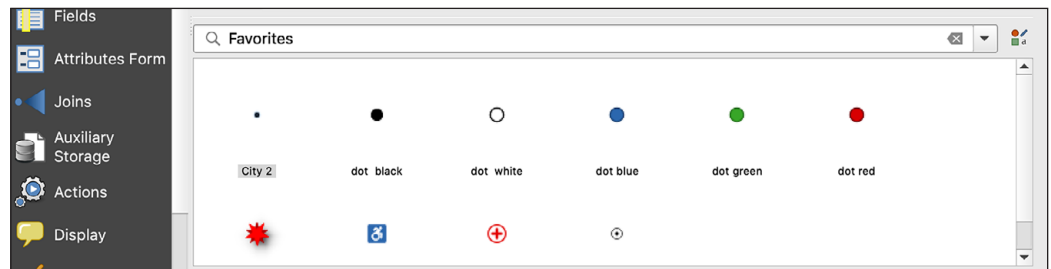 Fields
Attributes Form
Joins
Auxiliary
Storage
Actions
Display
Favorites
City 2
dot black
dot white
dot blue
dot green
dot red